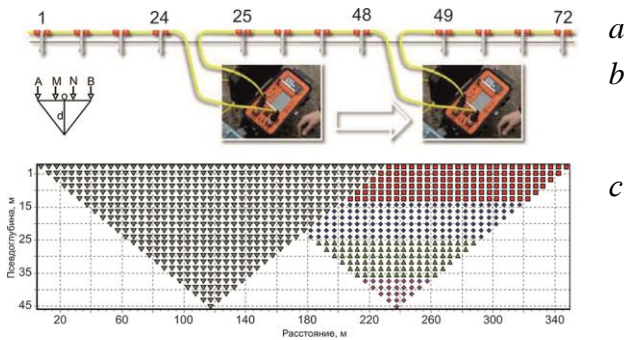 1 24 25 48 49 72 a
b
A M N B
O
d
c
Псевдоглубина, м
1
15
25
35
45
20 60 100 140 180 220 260 300 340
Расстояние, м